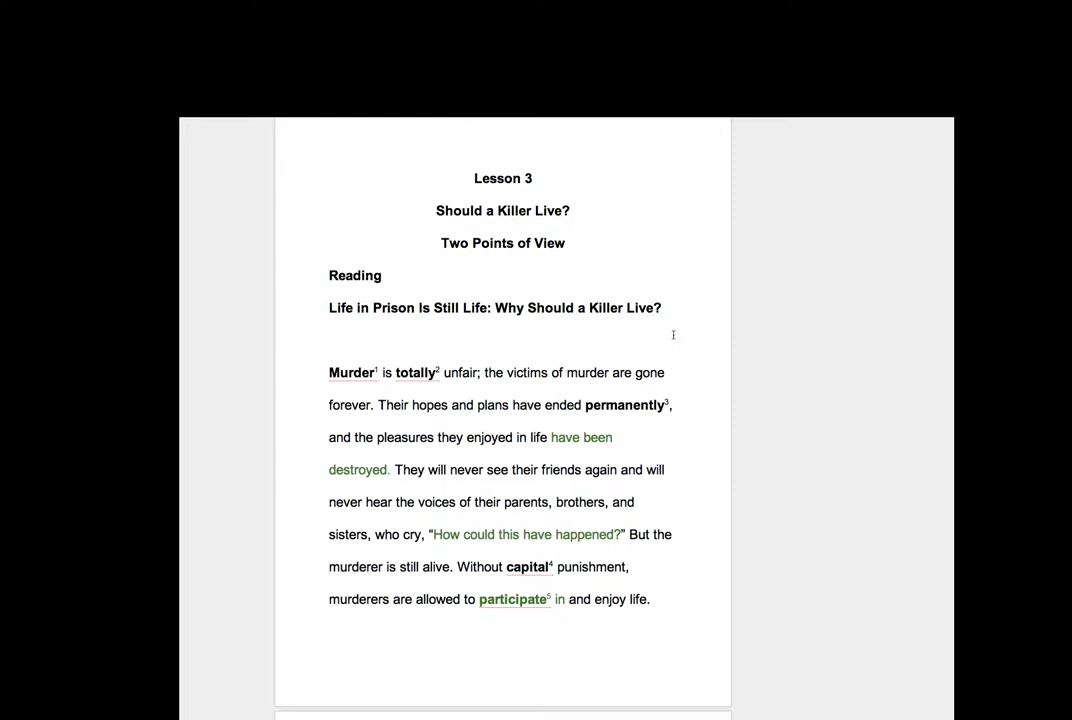 Lesson 3
Should a Killer Live?
Two Points of View
Reading
Life in Prison Is Still Life: Why Should a Killer Live?
Murder¹ is totally² unfair; the victims of murder are gone
forever. Their hopes and plans have ended permanently³,
and the pleasures they enjoyed in life have been
destroyed. They will never see their friends again and will
never hear the voices of their parents, brothers, and
sisters, who cry, “How could this have happened?” But the
murderer is still alive. Without capital⁴ punishment,
murderers are allowed to participate⁵ in and enjoy life.